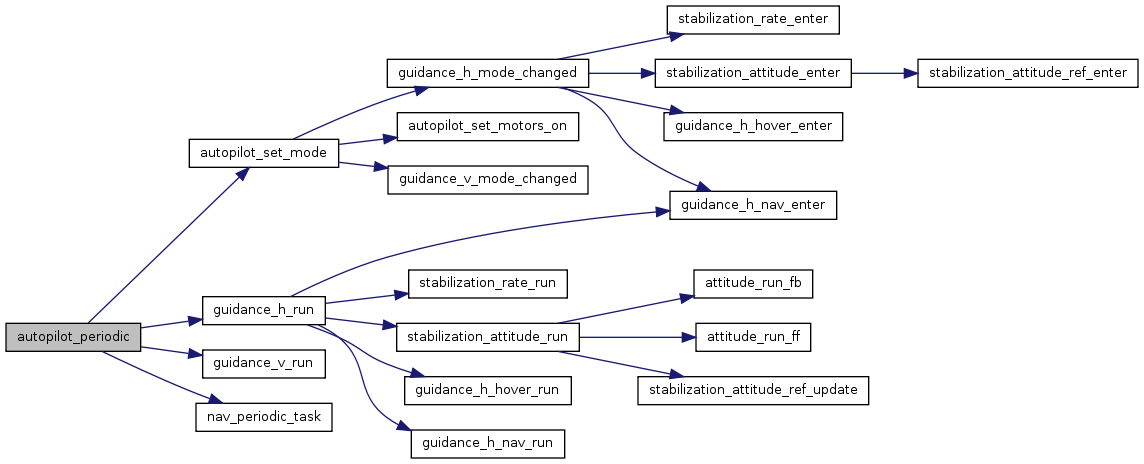 stabilization_rate_enter
guidance_h_mode_changed
stabilization_attitude_enter
stabilization_attitude_ref_enter
autopilot_set_motors_on
guidance_h_hover_enter
autopilot_set_mode
guidance_v_mode_changed
guidance_h_nav_enter
stabilization_rate_run
attitude_run_fb
guidance_h_run
autopilot_periodic
stabilization_attitude_run
attitude_run_ff
guidance_v_run
guidance_h_hover_run
stabilization_attitude_ref_update
nav_periodic_task
guidance_h_nav_run